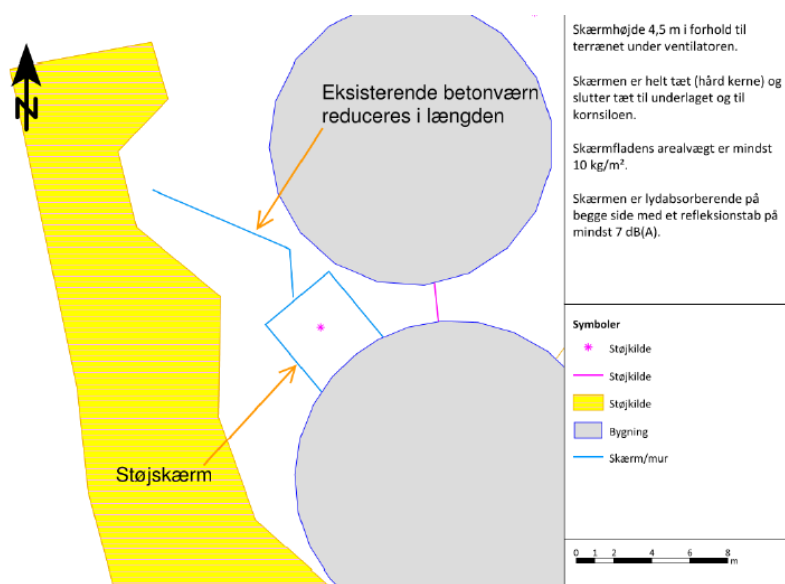 N
Eksisterende betonværn
reduceres i længden
Støjskærm
Skærmhøjde 4,5 m i forhold til
terrænet under ventilatoren.
Skærmen er helt tæt (hård kerne) og
slutter tæt til underlaget og til
kornsiloen.
Skærmfladens arealvægt er mindst
10 kg/m².
Skærmen er lydabsorberende på
begge side med et refleksionstab på
mindst 7 dB(A).
Symboler
Støjkilde
Støjkilde
Støjkilde
Bygning
Skærm/mur
0 1 2 4 6 8
m